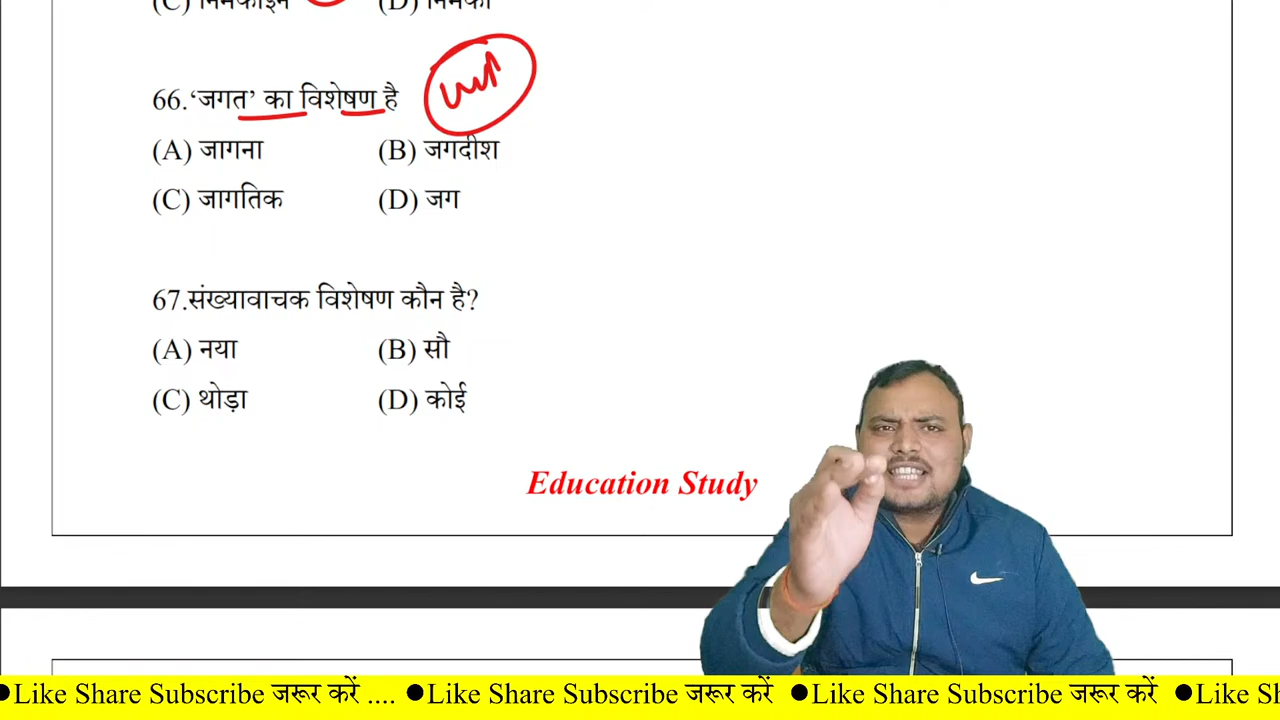 (D)
66.‘जगत’ का विशेषण है
(A) जागना (B) जगदीश
(C) जागतिक (D) जग
67.संख्यावाचक विशेषण कौन है?
(A) नया (B) सौ
(C) थोड़ा (D) कोई
Education Study
●Like Share Subscribe जरूर करें .... ●Like Share Subscribe जरूर करें ●Like Share Subscribe जरूर करें ●Like